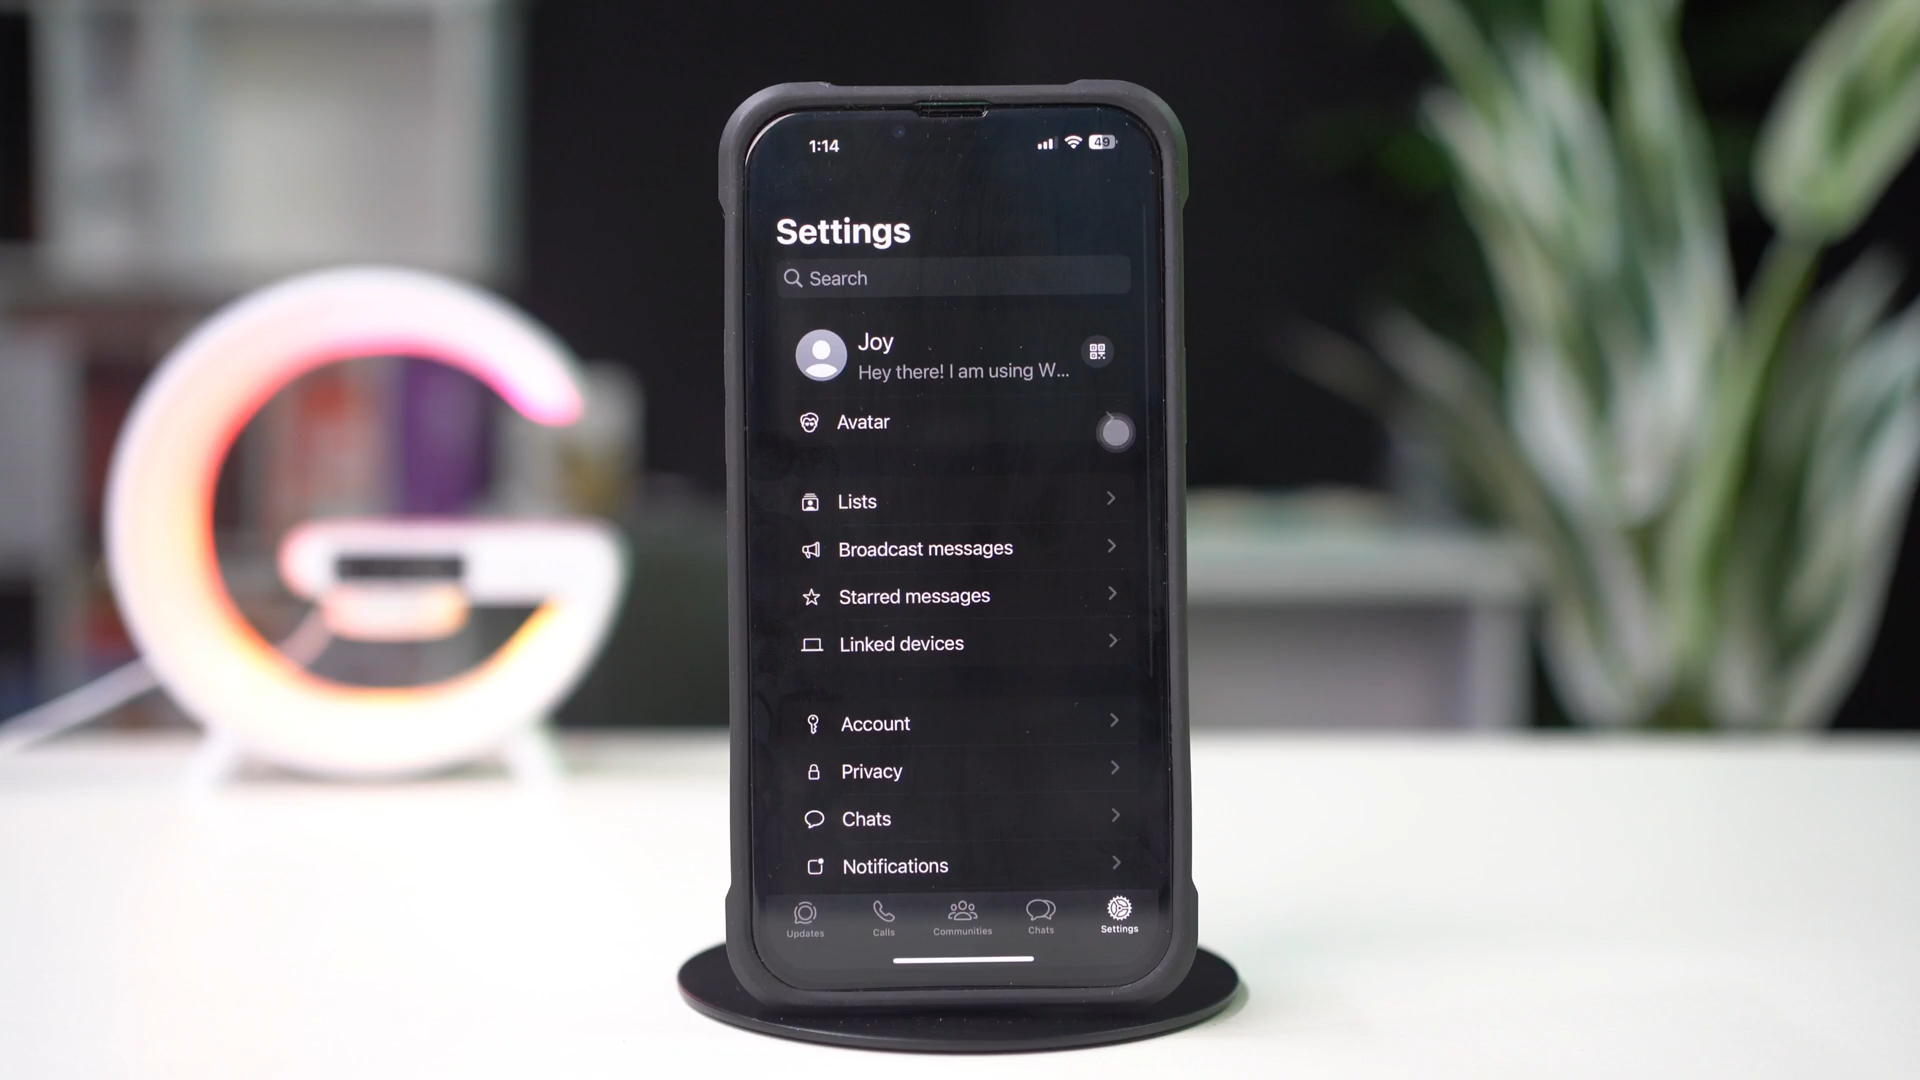 1:14
49
Settings
Search
Joy
Hey there! I am using W...
Avatar
Lists
Broadcast messages
Starred messages
Linked devices
Account
Privacy
Chats
Notifications
Updates
Calls
Communities
Chats
Settings